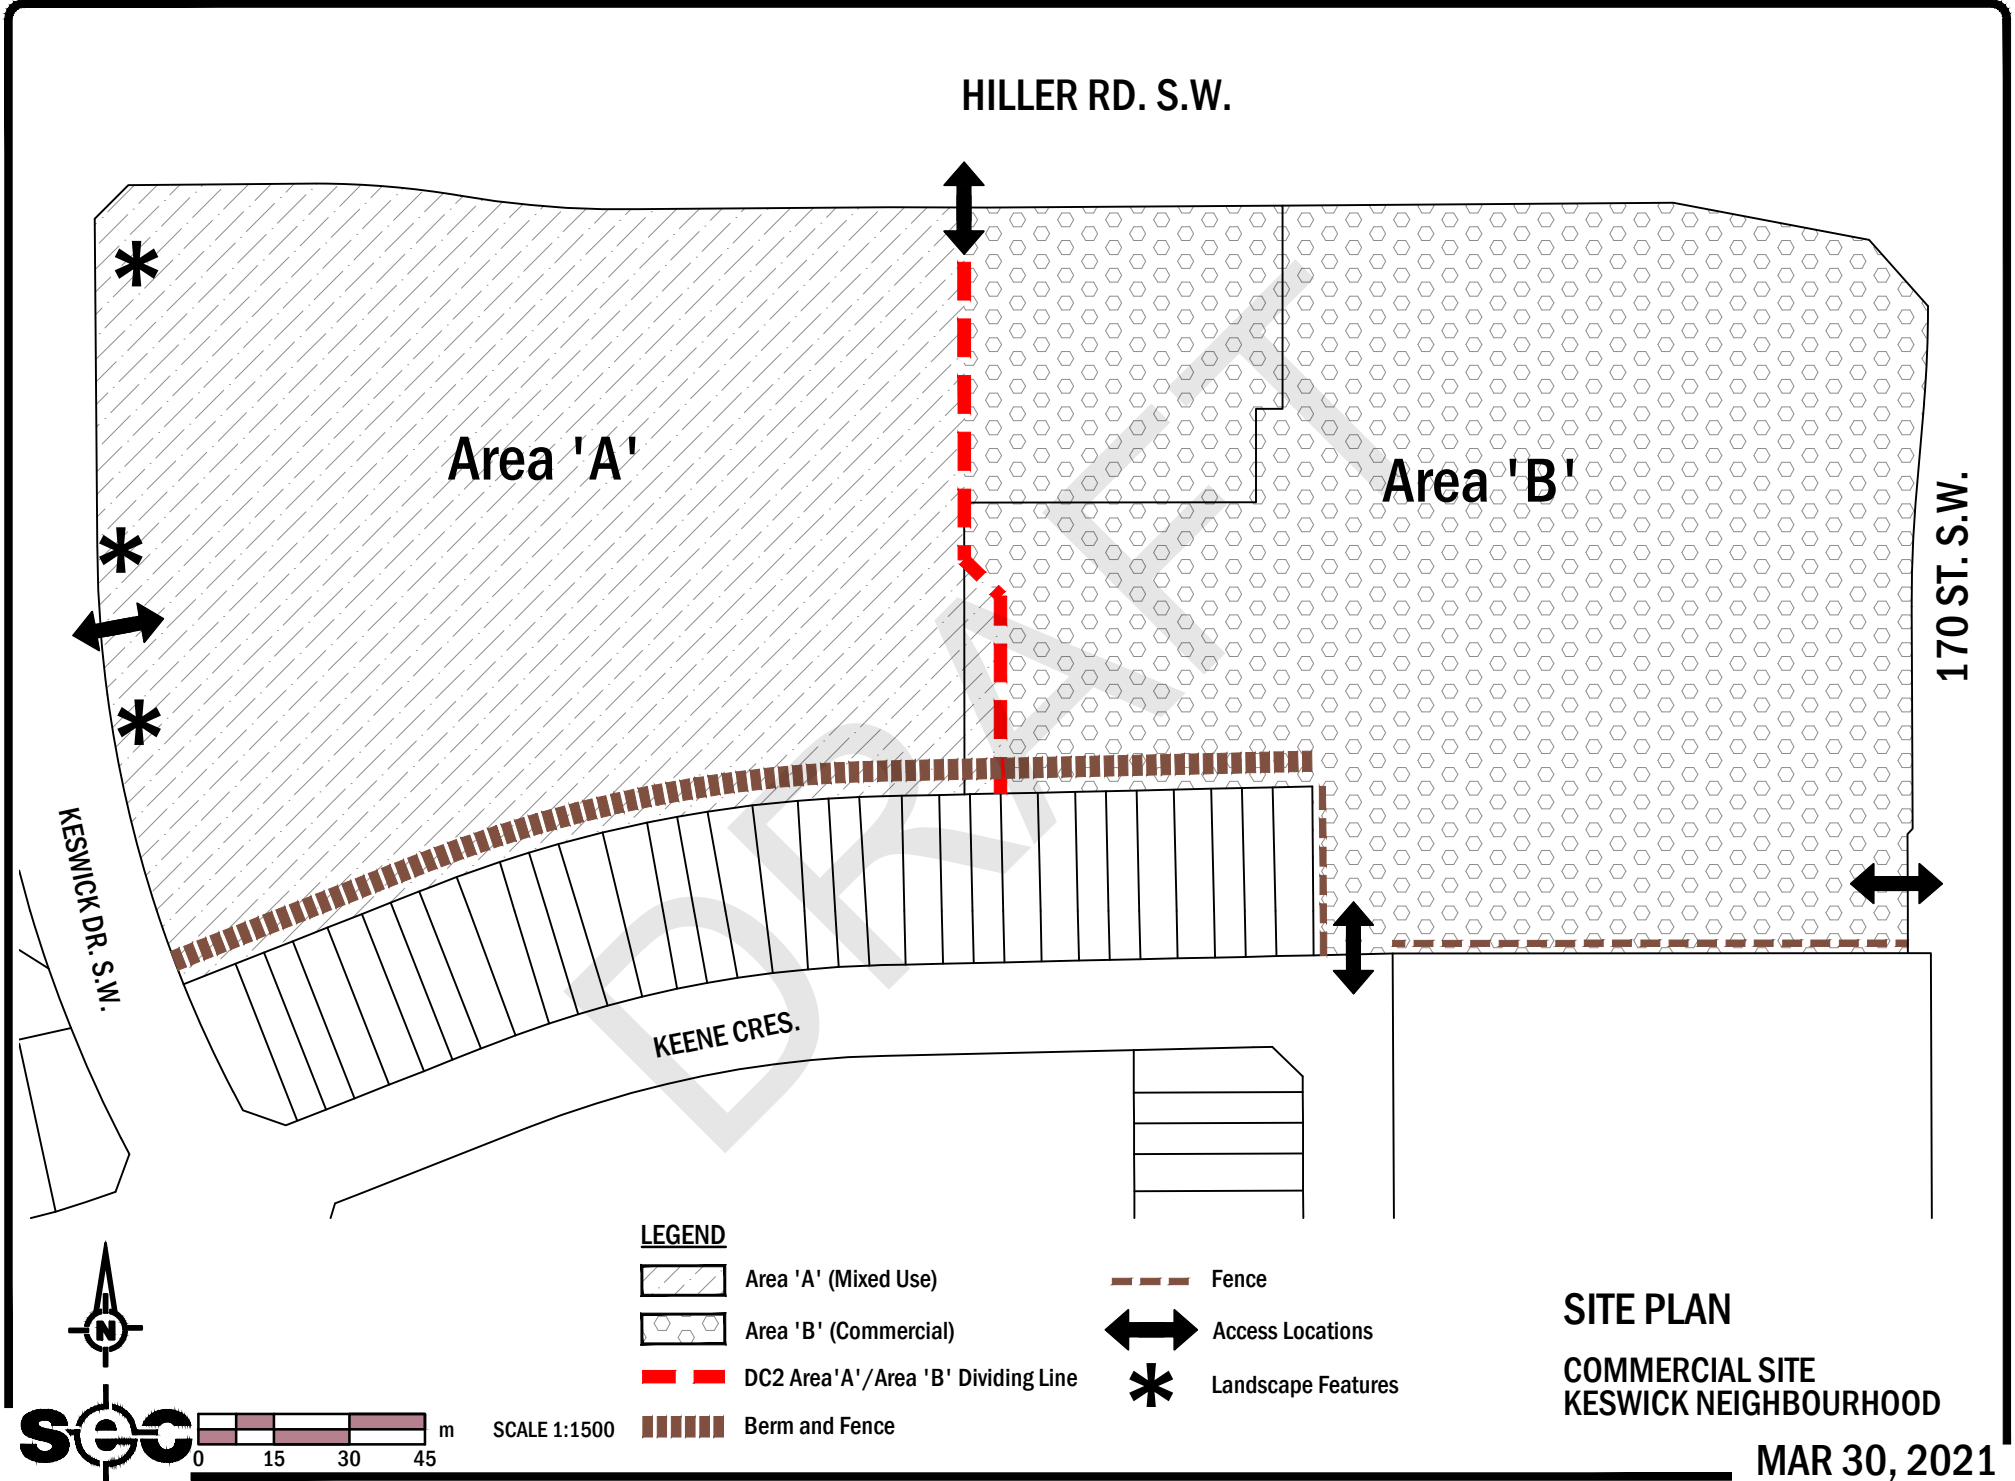 HILLER RD. S.W.
Area 'A'
Area 'B'
170 ST. S.W.
DRAFT
KESWICK DR. S.W.
KEENE CRES.
LEGEND
Area 'A' (Mixed Use)
Area 'B' (Commercial)
DC2 Area'A'/Area 'B' Dividing Line
Berm and Fence
Fence
Access Locations
Landscape Features
SITE PLAN
COMMERCIAL SITE
KESWICK NEIGHBOURHOOD
MAR 30, 2021
N
sec
0 15 30 45 m
SCALE 1:1500